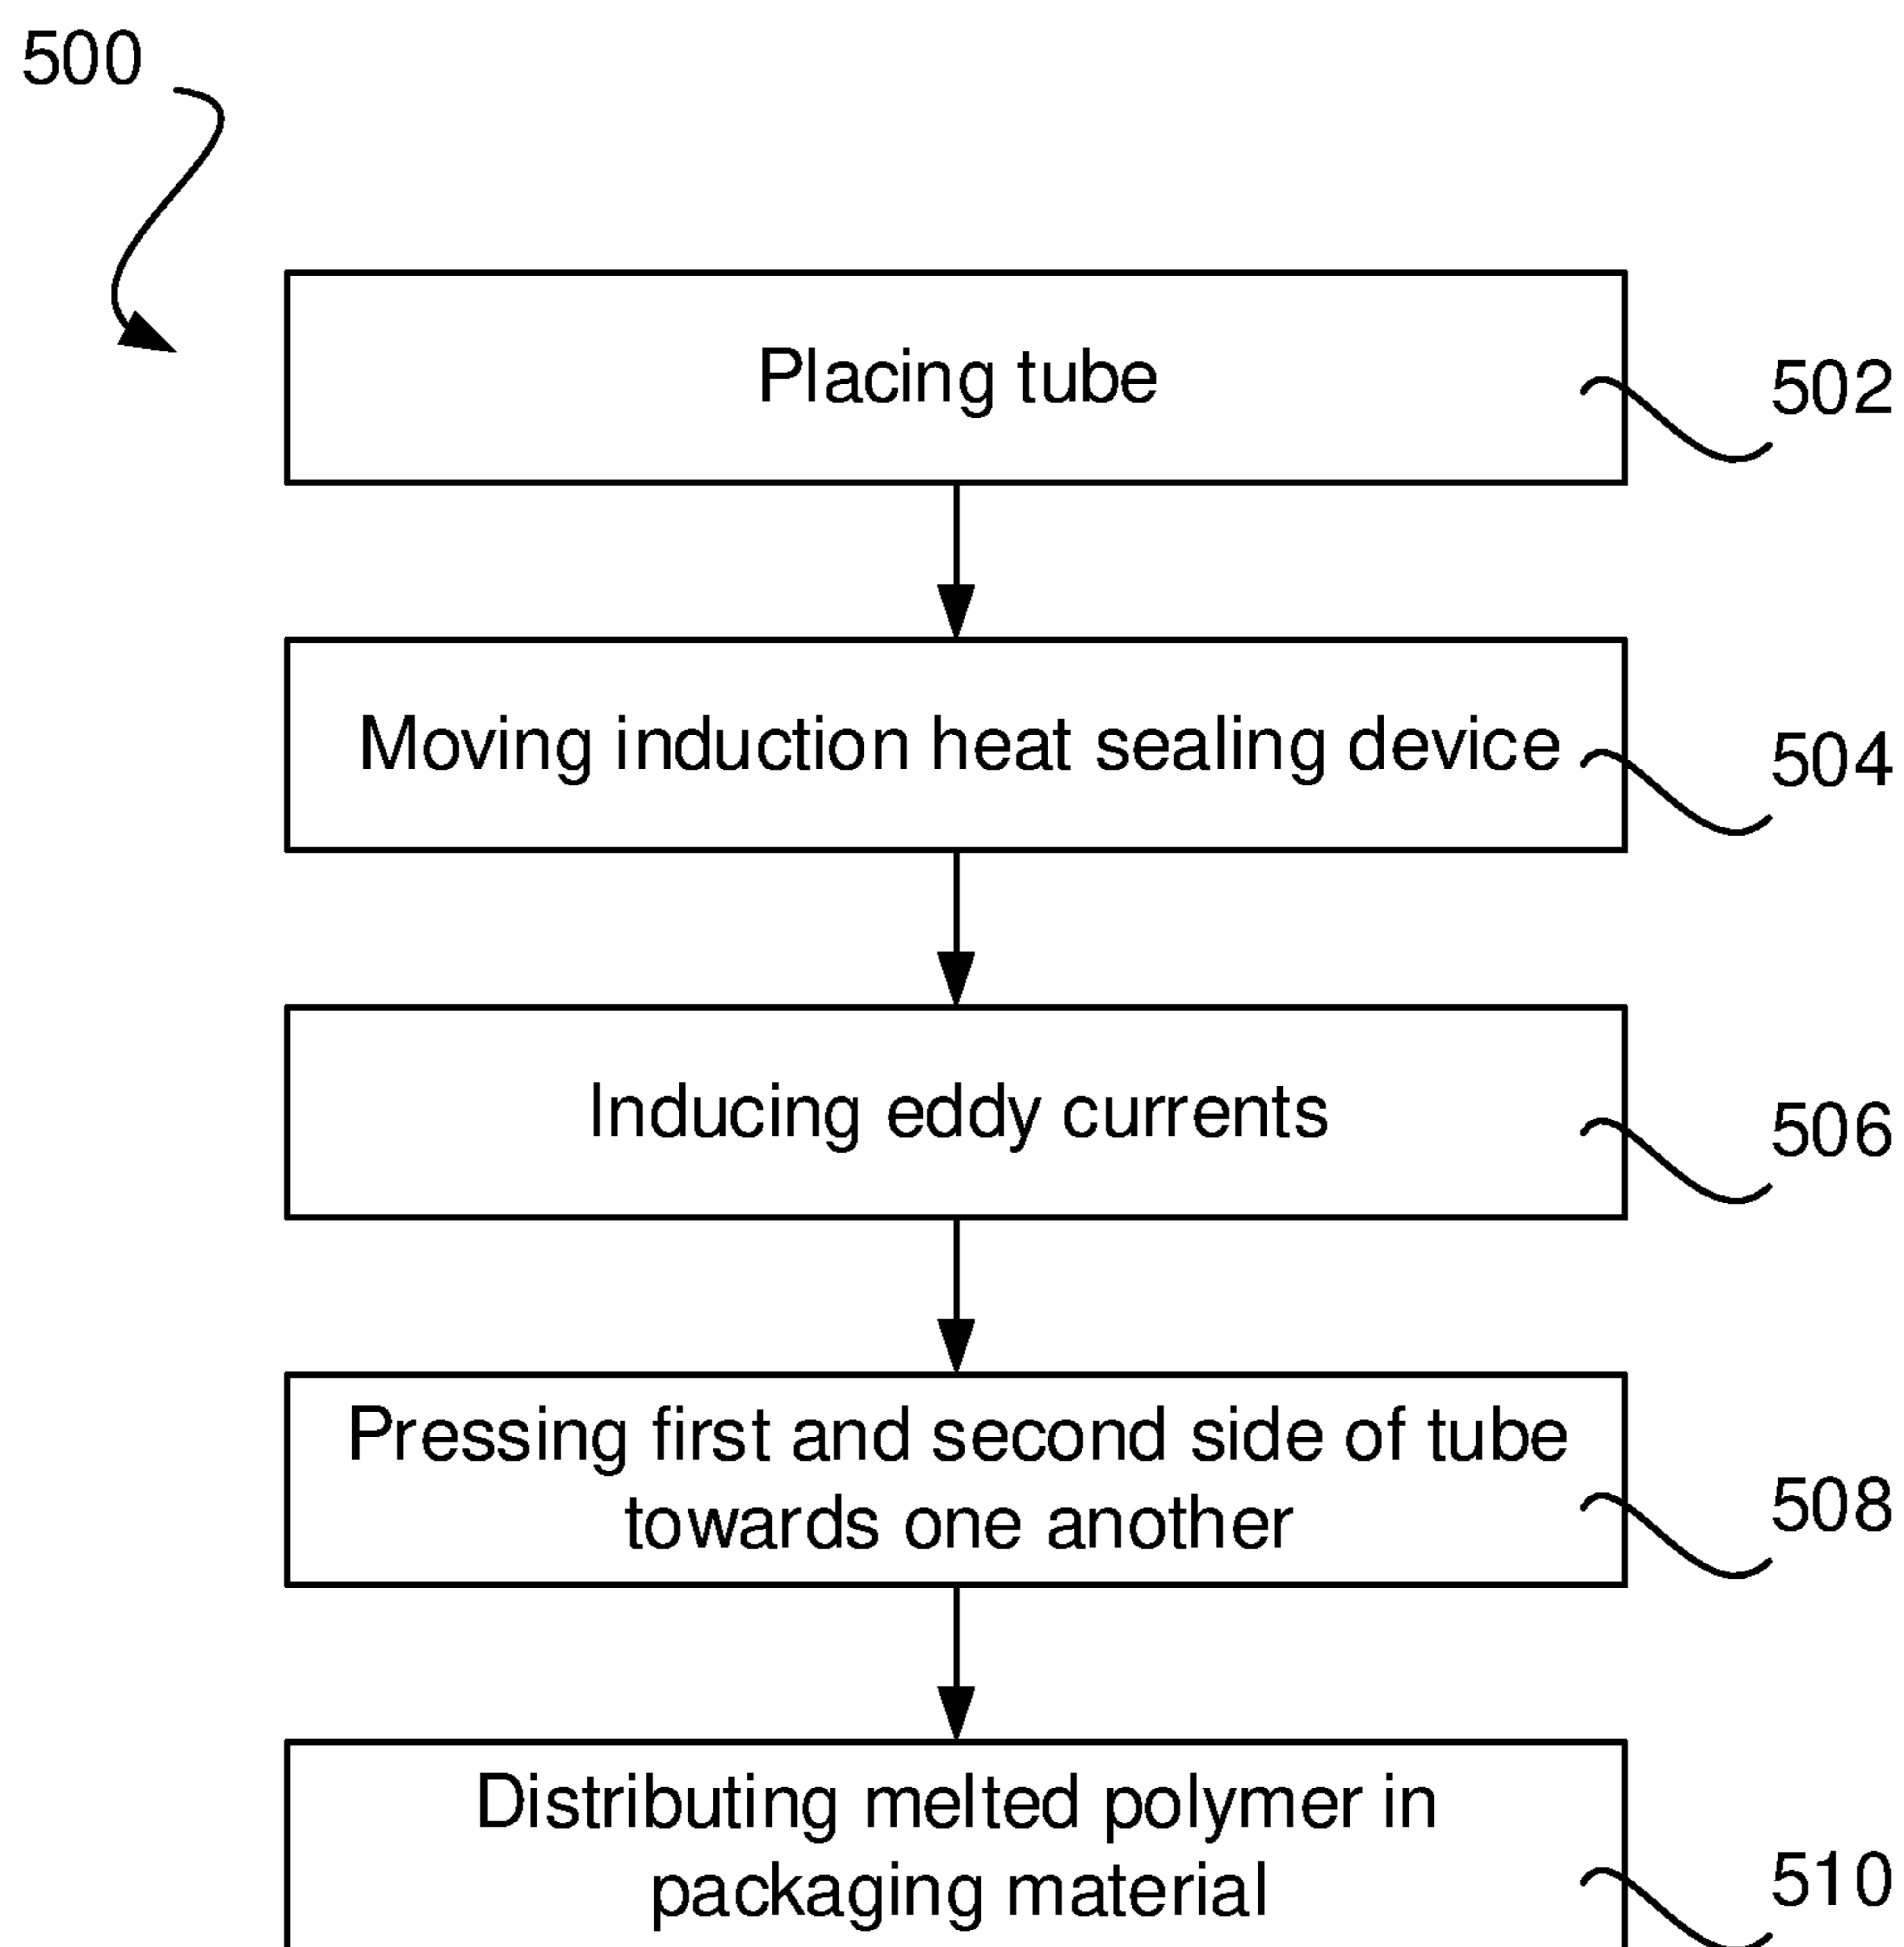 500
Placing tube
502
Moving induction heat sealing device
504
Inducing eddy currents
506
Pressing first and second side of tube
towards one another
508
Distributing melted polymer in
packaging material
510